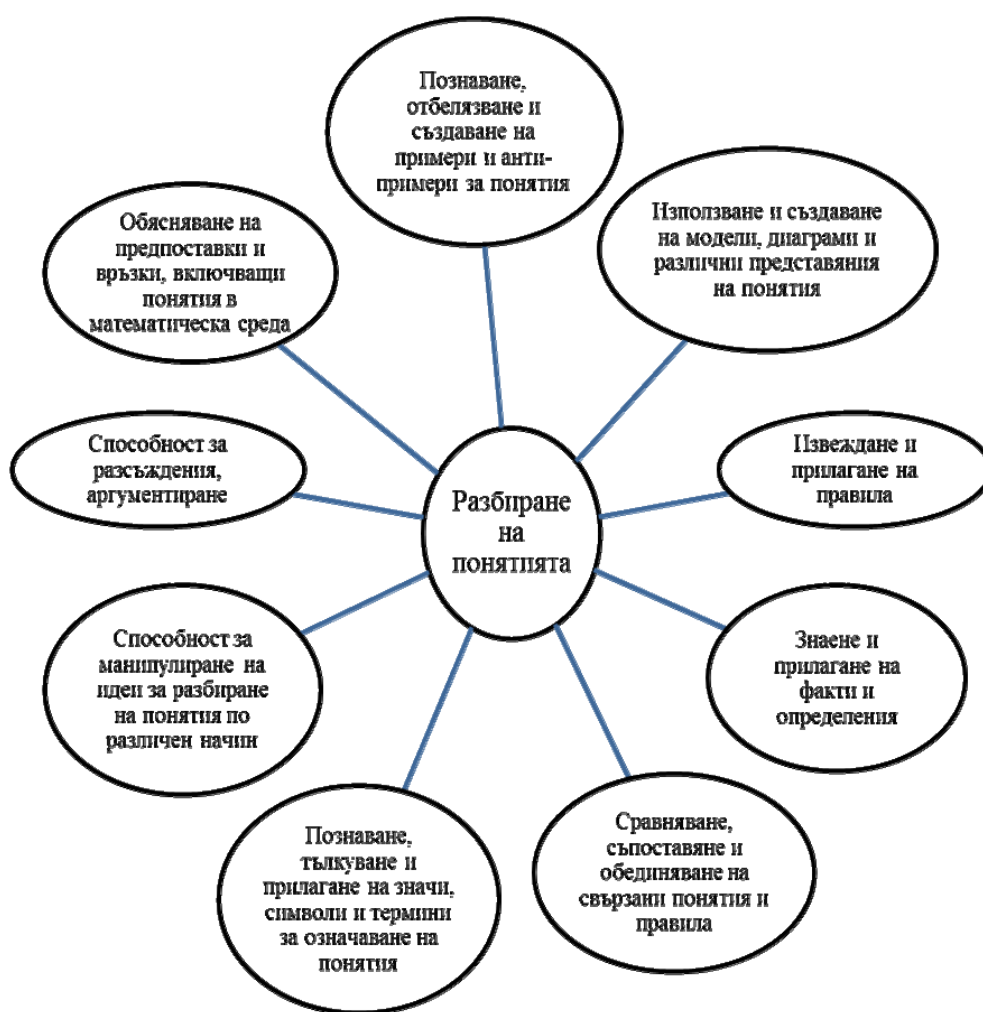 Познаване,
отбелязване и
създаване на
примери и анти-
примери за понятия
Използване и създаване
на модели, диаграми и
различни представяния
на понятия
Обясняване на
предпоставки и
връзки, включващи
понятия в
математическа среда
Способност за
разсъждения,
аргументиране
Извеждане и
прилагане на
правила
Разбиране
на
понятията
Способност за
манипулиране на
идеи за разбиране
на понятия по
различен начин
Знаене и
прилагане на
факти и
определения
Познаване,
тълкуване и
прилагане на значи,
символи и термини
за означаване на
понятия
Сравняване,
съпоставяне и
обединяване на
свързани понятия и
правила